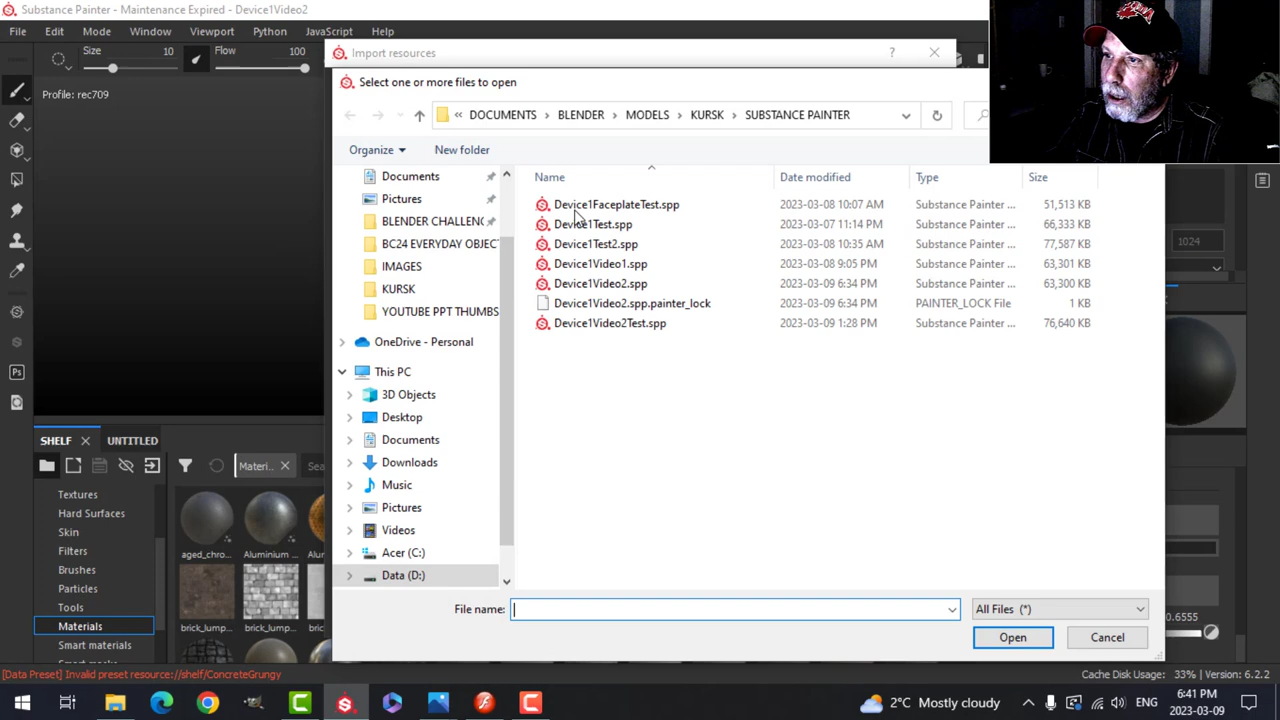 Substance Painter - Maintenance Expired - Device1Video2
File Edit Mode Window Viewport Python JavaScript Help
Size 10 Flow 100
Profile: rec709
Import resources
?
Select one or more files to open
« DOCUMENTS > BLENDER > MODELS > KURSK > SUBSTANCE PAINTER
Organize New folder
Name Date modified Type Size
Documents
Pictures
BLENDER CHALLENG
BC24 EVERYDAY OBJEC
IMAGES
KURSK
YOUTUBE PPT THUMBS
OneDrive - Personal
This PC
3D Objects
Desktop
Documents
Downloads
Music
Pictures
Videos
Acer (C:)
Data (D:)
Device1FaceplateTest.spp 2023-03-08 10:07 AM Substance Painter ... 51,513 KB
Device1Test.spp 2023-03-07 11:14 PM Substance Painter ... 66,333 KB
Device1Test2.spp 2023-03-08 10:35 AM Substance Painter ... 77,587 KB
Device1Video1.spp 2023-03-08 9:05 PM Substance Painter ... 63,301 KB
Device1Video2.spp 2023-03-09 6:34 PM Substance Painter ... 63,300 KB
Device1Video2.spp.painter_lock 2023-03-09 6:34 PM PAINTER_LOCK File 1 KB
Device1Video2Test.spp 2023-03-09 1:28 PM Substance Painter ... 76,640 KB
File name: All Files (*)
Open Cancel
1024
0.6555
Ps
SHELF UNTITLED
Materi... Sea
Textures
Hard Surfaces
Skin
Filters
Brushes
Particles
Tools
Materials
Smart materials
aged_chro... Aluminium ... Alu
brick_lump... brick_lump... bri
[Data Preset] Invalid preset resource://shelf/ConcreteGrungy
Cache Disk Usage: 33% | Version: 6.2.2
2°C Mostly cloudy
ENG
6:41 PM
2023-03-09